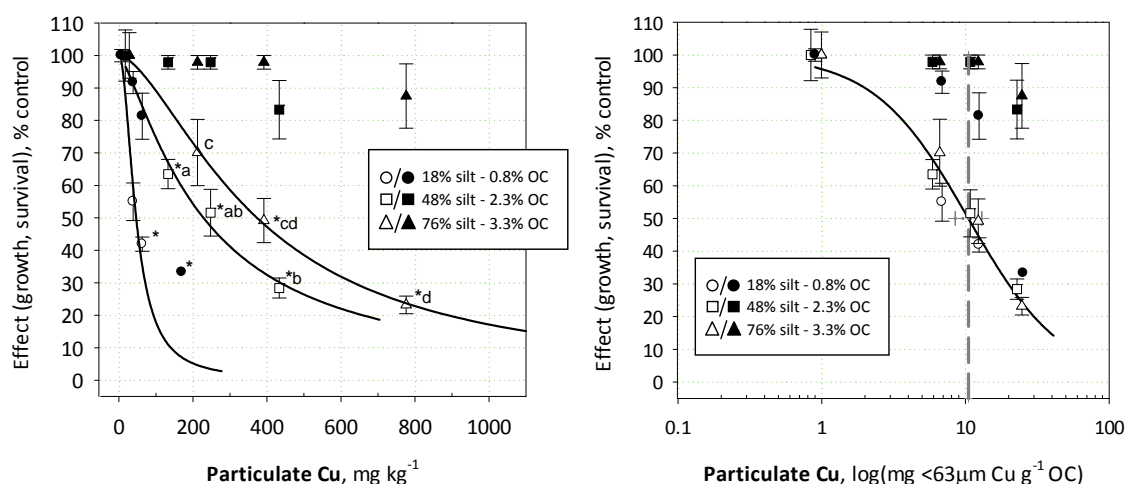 Effect (growth, survival), % control
110
100
90
80
70
60
50
40
30
20
10
0
c
*a
*ab
*cd
*
*
*b
*d
○/● 18% silt - 0.8% OC
□/■ 48% silt - 2.3% OC
△/▲ 76% silt - 3.3% OC
0 200 400 600 800 1000
Particulate Cu, mg kg⁻¹
Effect (growth, survival), % control
110
100
90
80
70
60
50
40
30
20
10
0
○/● 18% silt - 0.8% OC
□/■ 48% silt - 2.3% OC
△/▲ 76% silt - 3.3% OC
0.1 1 10 100
Particulate Cu, log(mg <63μm Cu g⁻¹ OC)